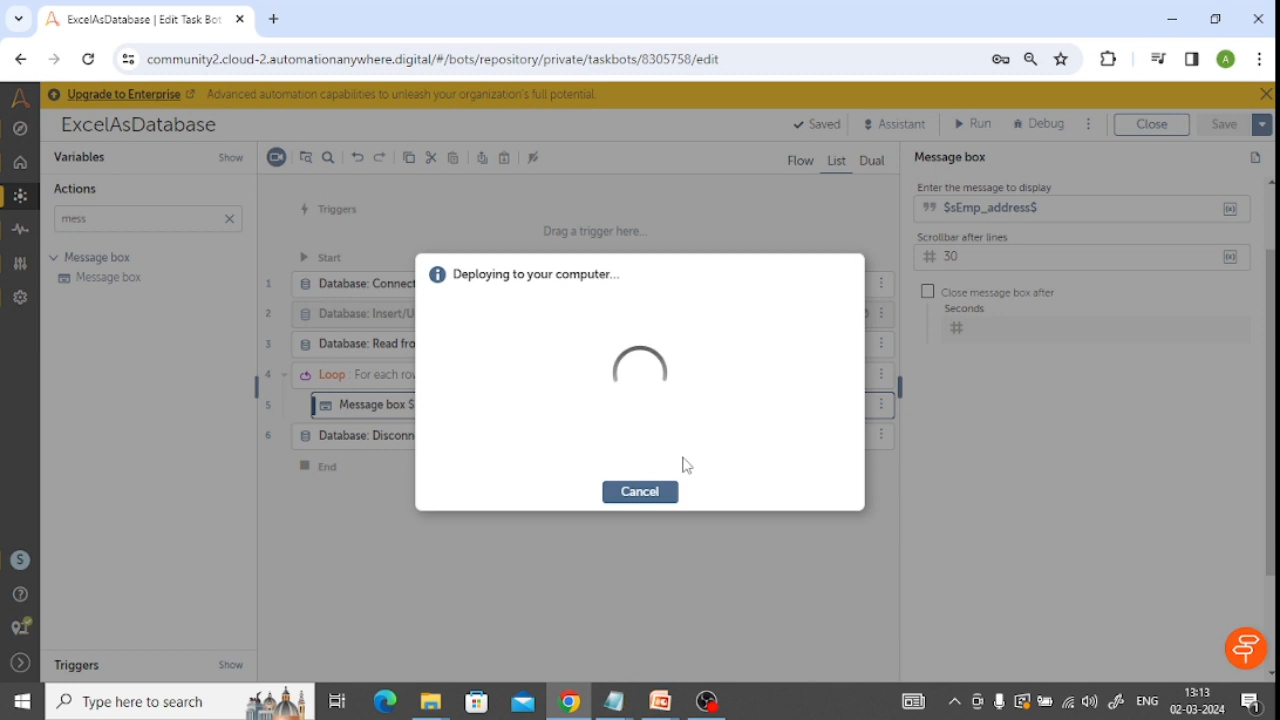 ExcelAsDatabase | Edit Task Bot
community2.cloud-2.automationanywhere.digital/#/bots/repository/private/taskbots/8305758/edit
A
Upgrade to Enterprise Advanced automation capabilities to unleash your organization's full potential.
ExcelAsDatabase
Saved
Assistant
Run
Debug
Close
Save
Variables
Show
Flow
List
Dual
Message box
Actions
mess
Message box
Message box
Triggers
Drag a trigger here...
Start
1 Database: Connect
2 Database: Insert/U
3 Database: Read fro
4 Loop : For each row
5 Message box $
6 Database: Disconn
End
Deploying to your computer...
Cancel
Enter the message to display
$sEmp_address$
Scrollbar after lines
30
Close message box after
Seconds
S
Triggers
Show
Type here to search
ENG
13:13
02-03-2024
1